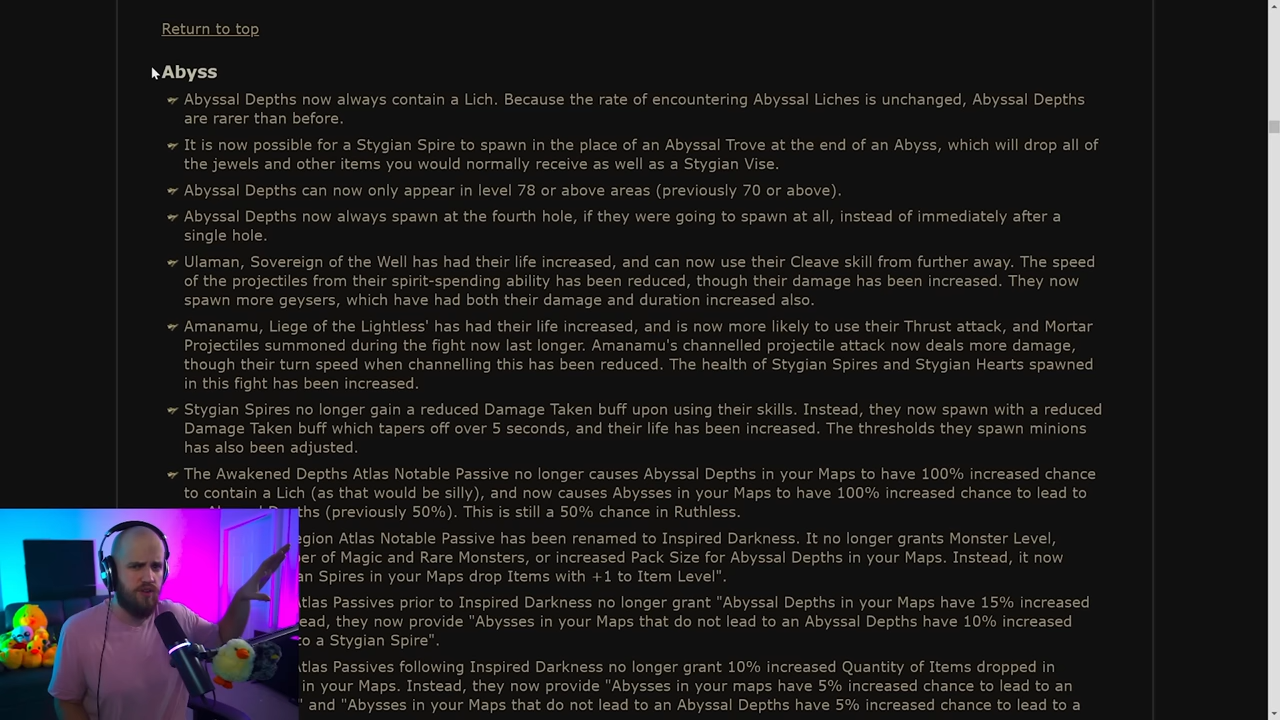 Return to top
Abyss
Abyssal Depths now always contain a Lich. Because the rate of encountering Abyssal Liches is unchanged, Abyssal Depths
are rarer than before.
It is now possible for a Stygian Spire to spawn in the place of an Abyssal Trove at the end of an Abyss, which will drop all of
the jewels and other items you would normally receive as well as a Stygian Vise.
Abyssal Depths can now only appear in level 78 or above areas (previously 70 or above).
Abyssal Depths now always spawn at the fourth hole, if they were going to spawn at all, instead of immediately after a
single hole.
Ulaman, Sovereign of the Well has had their life increased, and can now use their Cleave skill from further away. The speed
of the projectiles from their spirit-spending ability has been reduced, though their damage has been increased. They now
spawn more geysers, which have had both their damage and duration increased also.
Amanamu, Liege of the Lightless' has had their life increased, and is now more likely to use their Thrust attack, and Mortar
Projectiles summoned during the fight now last longer. Amanamu's channelled projectile attack now deals more damage,
though their turn speed when channelling this has been reduced. The health of Stygian Spires and Stygian Hearts spawned
in this fight has been increased.
Stygian Spires no longer gain a reduced Damage Taken buff upon using their skills. Instead, they now spawn with a reduced
Damage Taken buff which tapers off over 5 seconds, and their life has been increased. The thresholds they spawn minions
has also been adjusted.
The Awakened Depths Atlas Notable Passive no longer causes Abyssal Depths in your Maps to have 100% increased chance
to contain a Lich (as that would be silly), and now causes Abysses in your Maps to have 100% increased chance to lead to
(previously 50%). This is still a 50% chance in Ruthless.
Atlas Notable Passive has been renamed to Inspired Darkness. It no longer grants Monster Level,
of Magic and Rare Monsters, or increased Pack Size for Abyssal Depths in your Maps. Instead, it now
Spires in your Maps drop Items with +1 to Item Level".
Passives prior to Inspired Darkness no longer grant "Abyssal Depths in your Maps have 15% increased
they now provide "Abysses in your Maps that do not lead to an Abyssal Depths have 10% increased
to a Stygian Spire".
Passives following Inspired Darkness no longer grant 10% increased Quantity of Items dropped in
in your Maps. Instead, they now provide "Abysses in your maps have 5% increased chance to lead to an
" and "Abysses in your Maps that do not lead to an Abyssal Depths have 5% increased chance to lead to a